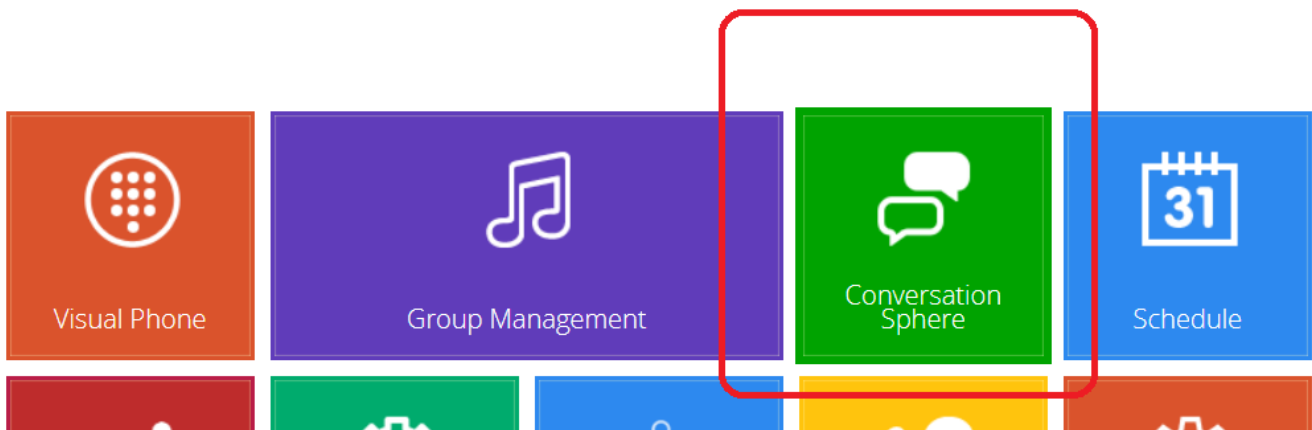 31
Visual Phone
Group Management
Conversation
Sphere
Schedule